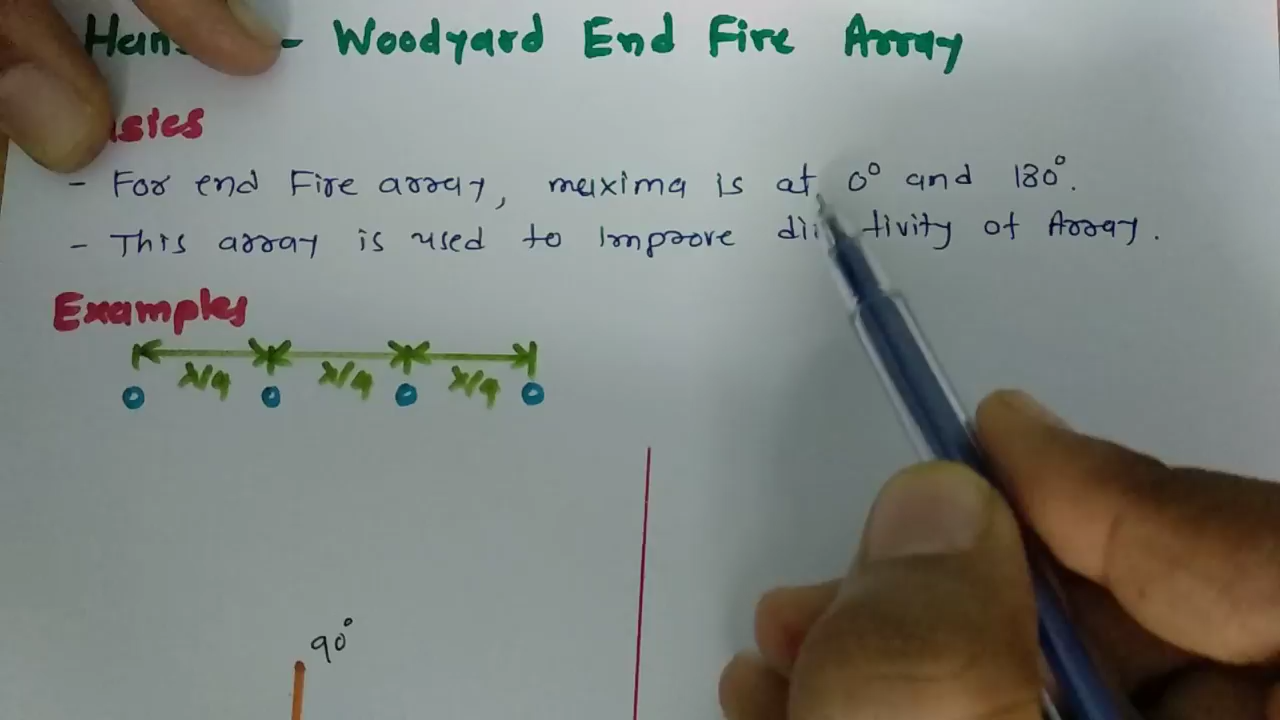 - Woodyard End Fire Array
- For end Fire array, maxima is at 0° and 180°.
- This array is used to Improve of Array.
Examples
λ/4 λ/4 λ/4
90°